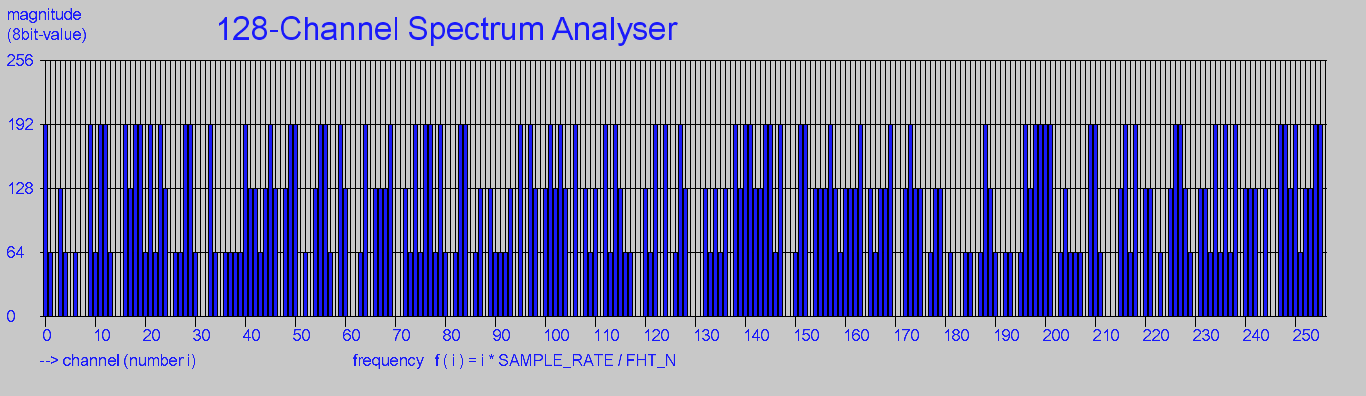 magnitude
(8bit-value)
128-Channel Spectrum Analyser
256
192
128
64
0
0 10 20 30 40 50 60 70 80 90 100 110 120 130 140 150 160 170 180 190 200 210 220 230 240 250
--> channel (number i) frequency f ( i ) = i * SAMPLE_RATE / FHT_N